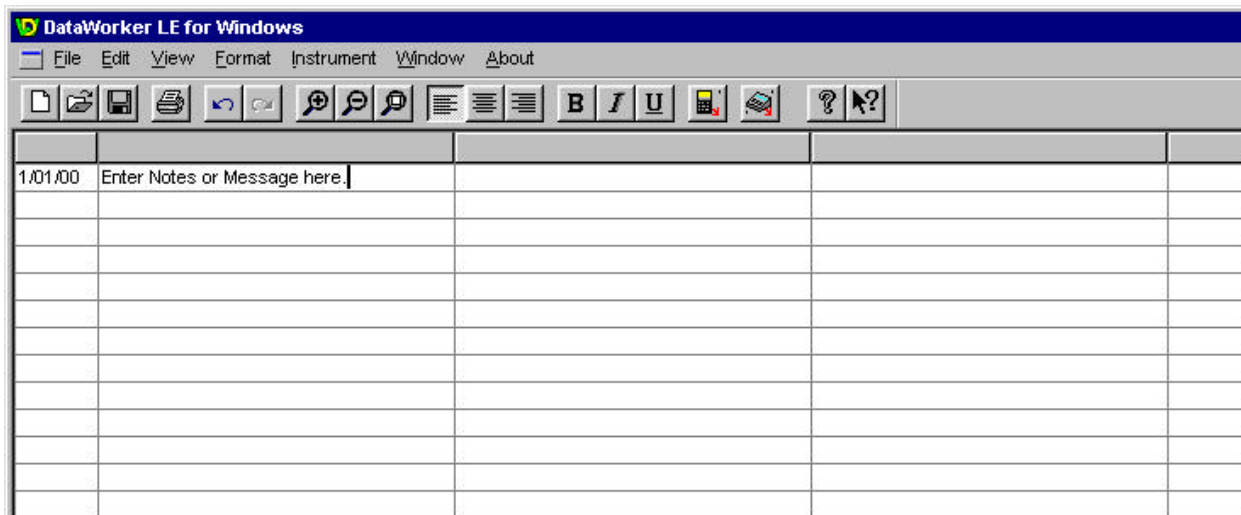 DataWorker LE for Windows
File Edit View Format Instrument Window About
B I U ? ?
1/01/00 Enter Notes or Message here.